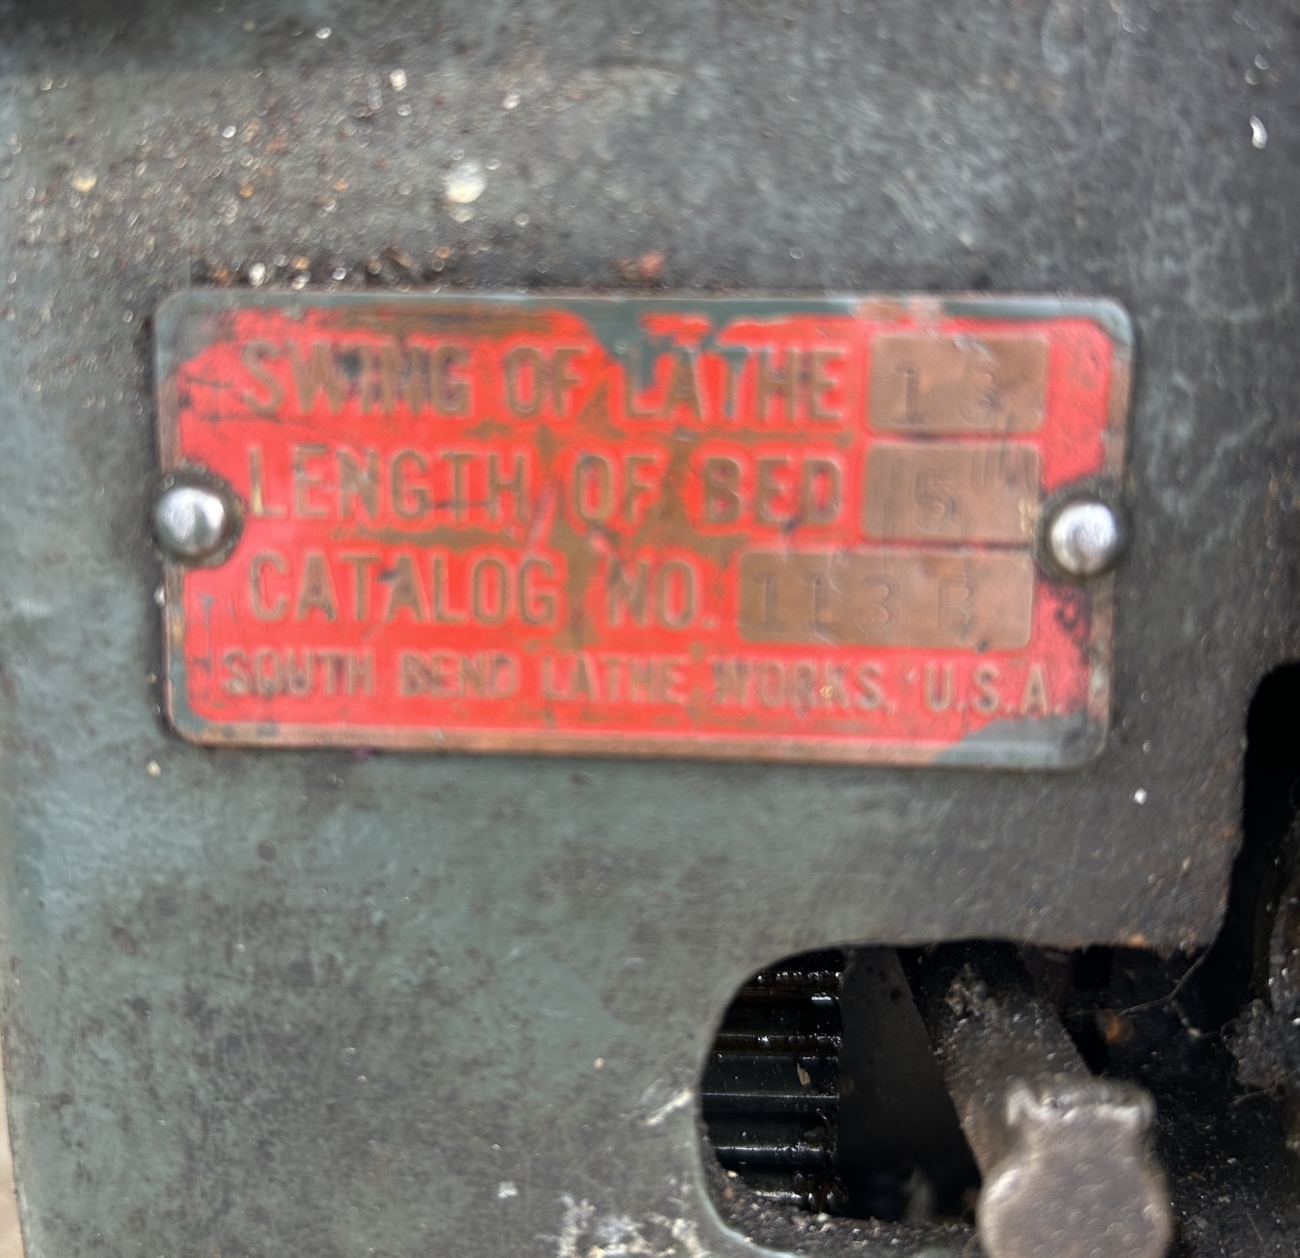 SWING OF LATHE 13
LENGTH OF BED 5
CATALOG NO. 113 B
SOUTH BEND LATHE WORKS, U.S.A.